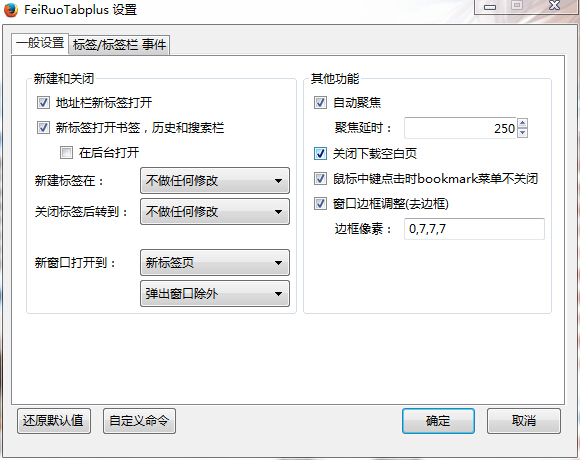 FeiRuoTabplus 设置
一般设置
标签/标签栏 事件
新建和关闭
地址栏新标签打开
新标签打开书签，历史和搜索栏
在后台打开
新建标签在：
不做任何修改
关闭标签后转到：
不做任何修改
新窗口打开到：
新标签页
弹出窗口除外
其他功能
自动聚焦
聚焦延时：
250
关闭下载空白页
鼠标中键点击时bookmark菜单不关闭
窗口边框调整(去边框)
边框像素：
0,7,7,7
还原默认值
自定义命令
确定
取消